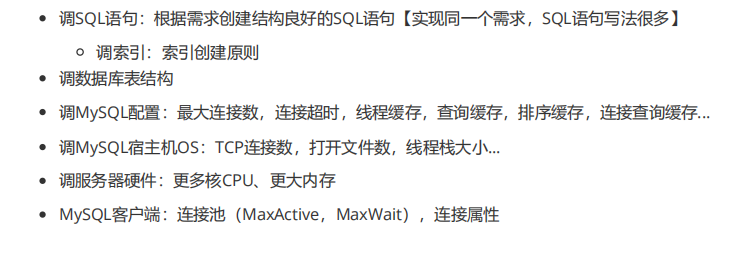 调SQL语句：根据需求创建结构良好的SQL语句【实现同一个需求，SQL语句写法很多】
调索引：索引创建原则
调数据库表结构
调MySQL配置：最大连接数，连接超时，线程缓存，查询缓存，排序缓存，连接查询缓存...
调MySQL宿主机OS：TCP连接数，打开文件数，线程栈大小...
调服务器硬件：更多核CPU、更大内存
MySQL客户端：连接池（MaxActive，MaxWait），连接属性